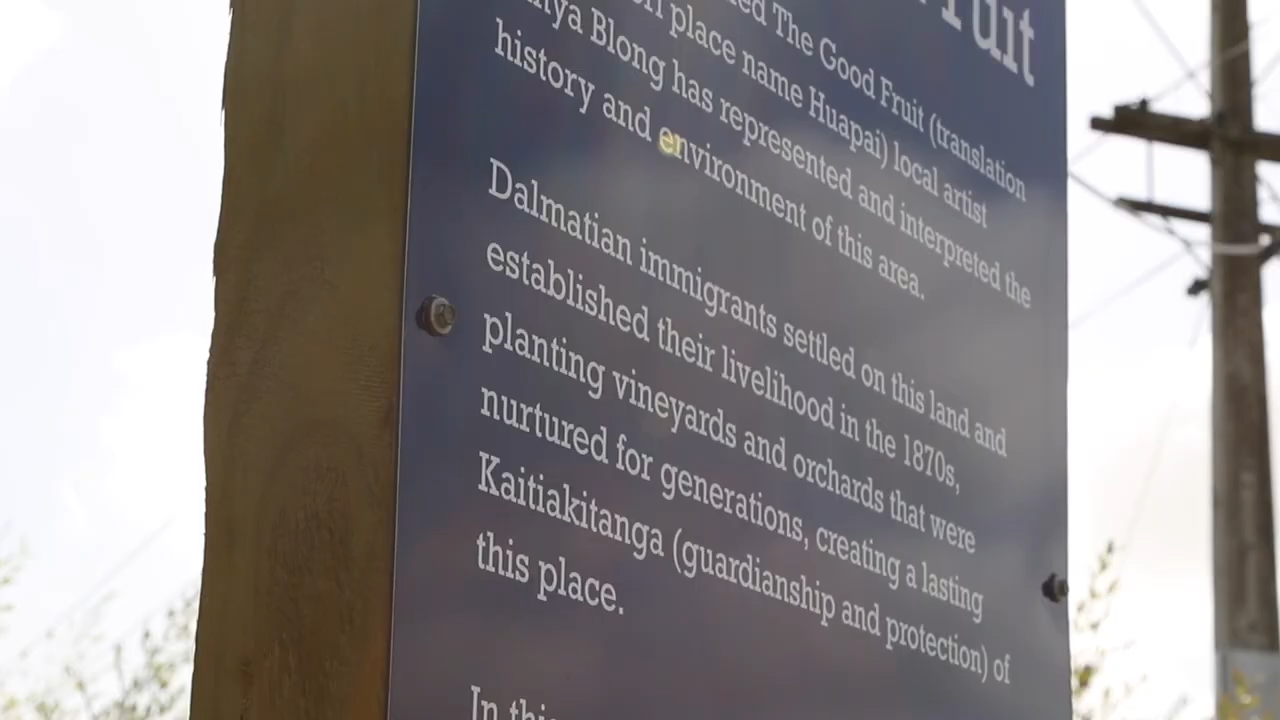 Fruit
The Good Fruit (translation
place name Huapai) local artist
Blong has represented and interpreted the
history and environment of this area.
Dalmatian immigrants settled on this land and
established their livelihood in the 1870s,
planting vineyards and orchards that were
nurtured for generations, creating a lasting
Kaitiakitanga (guardianship and protection) of
this place.
In